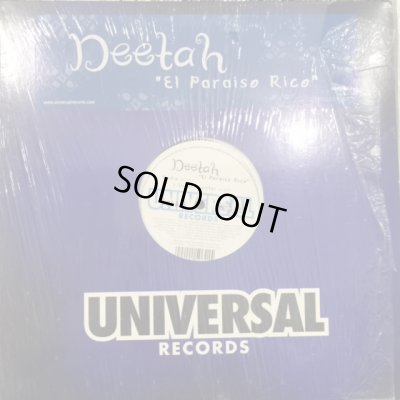 Deetah
"El Paraiso Rico"
Deetah
"El Paraiso Rico"
SOLD OUT
RECORDS
UNIVERSAL
RECORDS